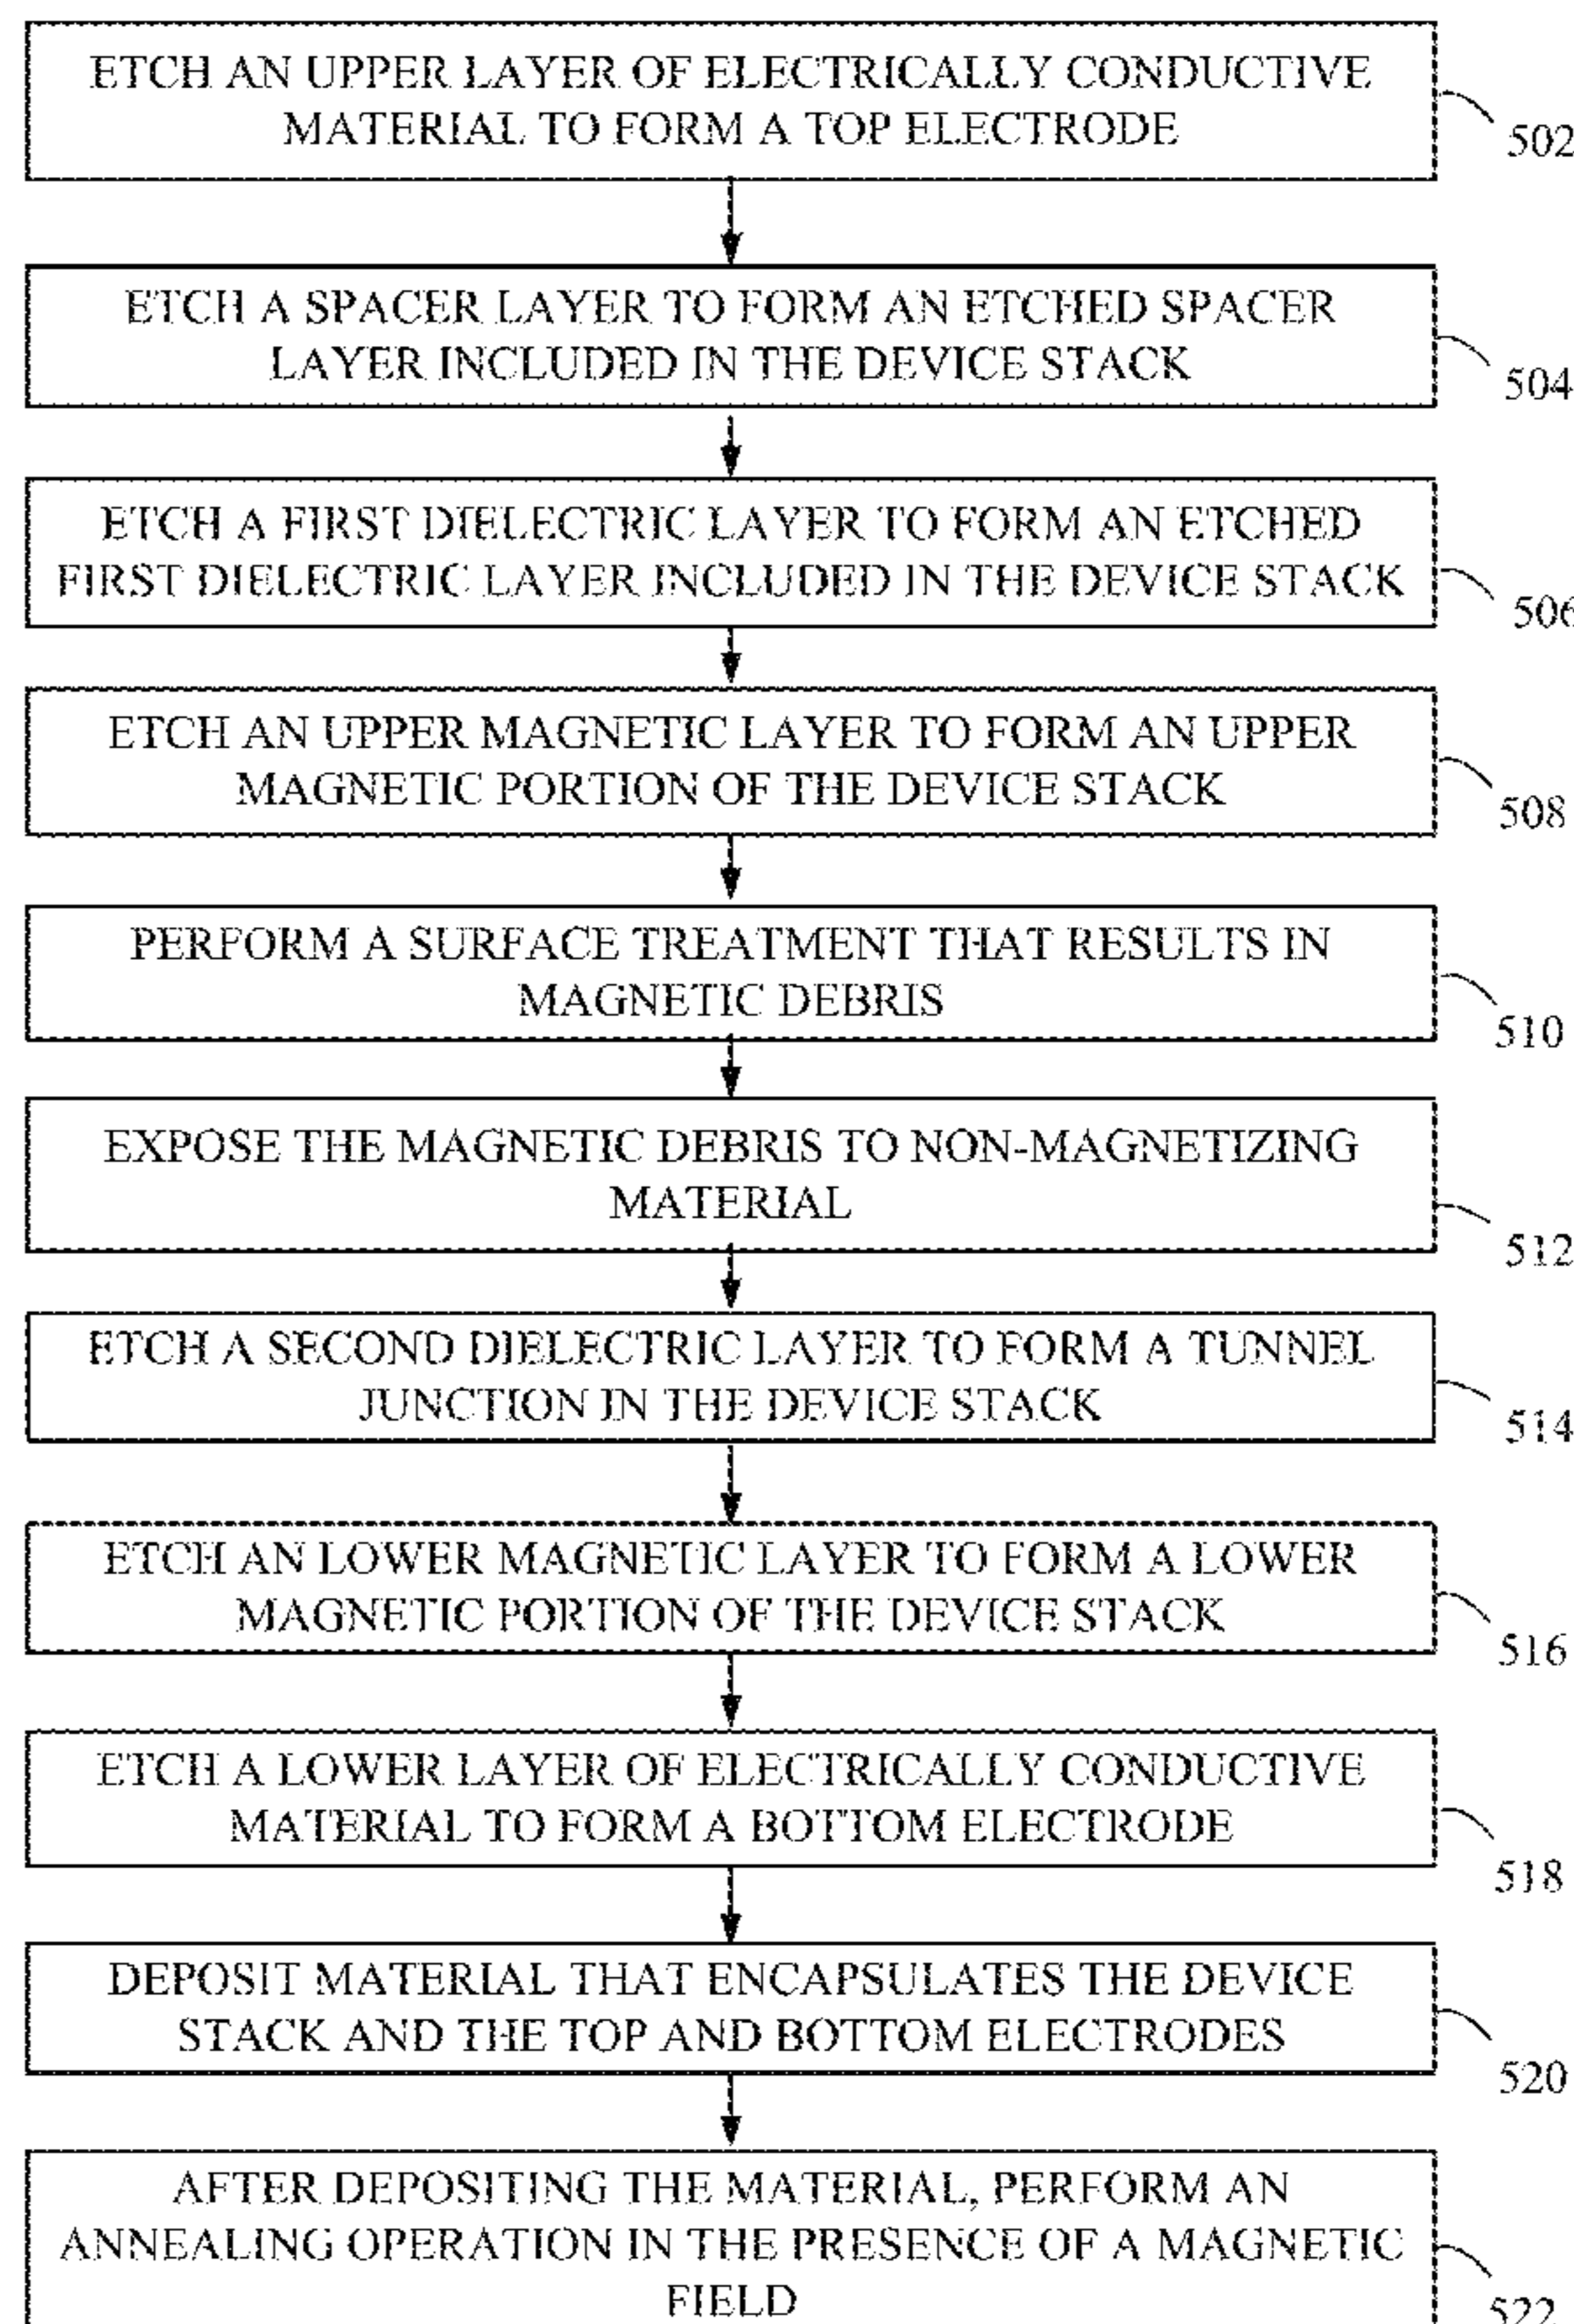 ETCH AN UPPER LAYER OF ELECTRICALLY CONDUCTIVE
MATERIAL TO FORM A TOP ELECTRODE
502
ETCH A SPACER LAYER TO FORM AN ETCHED SPACER
LAYER INCLUDED IN THE DEVICE STACK
504
ETCH A FIRST DIELECTRIC LAYER TO FORM AN ETCHED
FIRST DIELECTRIC LAYER INCLUDED IN THE DEVICE STACK
506
ETCH AN UPPER MAGNETIC LAYER TO FORM AN UPPER
MAGNETIC PORTION OF THE DEVICE STACK
508
PERFORM A SURFACE TREATMENT THAT RESULTS IN
MAGNETIC DEBRIS
510
EXPOSE THE MAGNETIC DEBRIS TO NON-MAGNETIZING
MATERIAL
512
ETCH A SECOND DIELECTRIC LAYER TO FORM A TUNNEL
JUNCTION IN THE DEVICE STACK
514
ETCH AN LOWER MAGNETIC LAYER TO FORM A LOWER
MAGNETIC PORTION OF THE DEVICE STACK
516
ETCH A LOWER LAYER OF ELECTRICALLY CONDUCTIVE
MATERIAL TO FORM A BOTTOM ELECTRODE
518
DEPOSIT MATERIAL THAT ENCAPSULATES THE DEVICE
STACK AND THE TOP AND BOTTOM ELECTRODES
520
AFTER DEPOSITING THE MATERIAL, PERFORM AN
ANNEALING OPERATION IN THE PRESENCE OF A MAGNETIC
FIELD
522